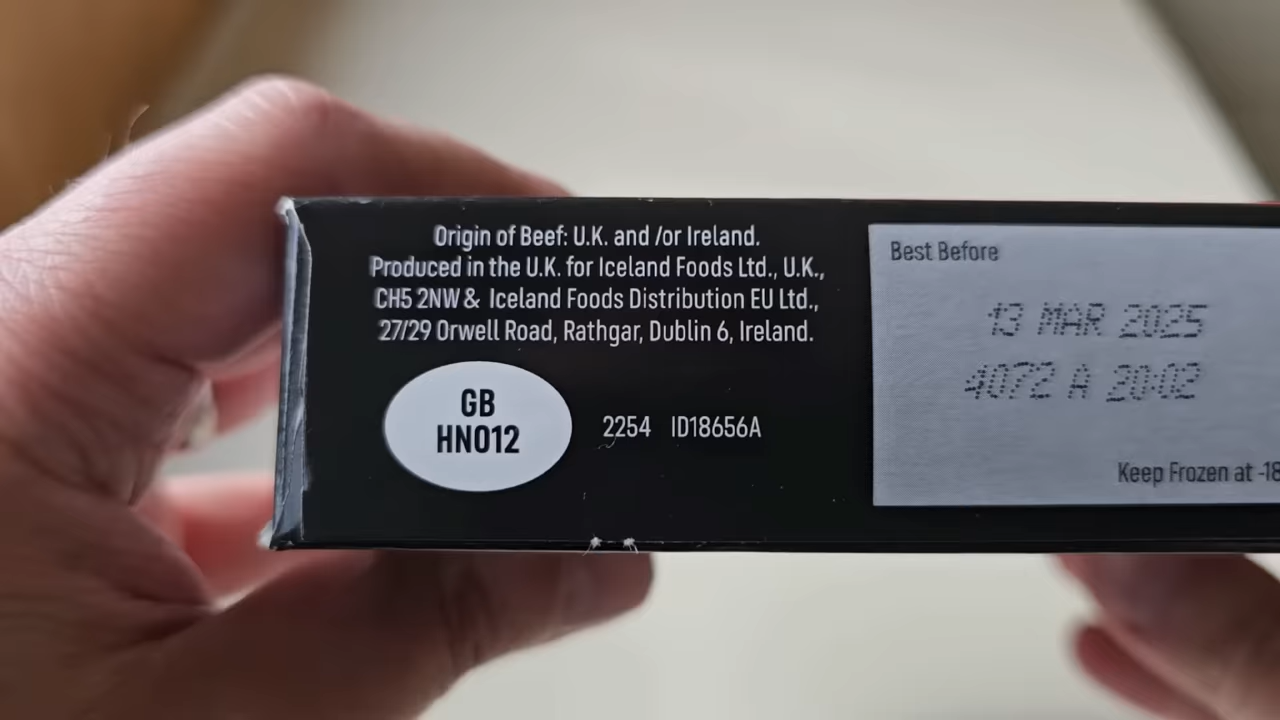 Origin of Beef: U.K. and /or Ireland.
Produced in the U.K. for Iceland Foods Ltd., U.K.,
CH5 2NW & Iceland Foods Distribution EU Ltd.,
27/29 Orwell Road, Rathgar, Dublin 6, Ireland.
GB
HN012
2254 ID18656A
Best Before
13 MAR 2025
4072 A 20:02
Keep Frozen at -18